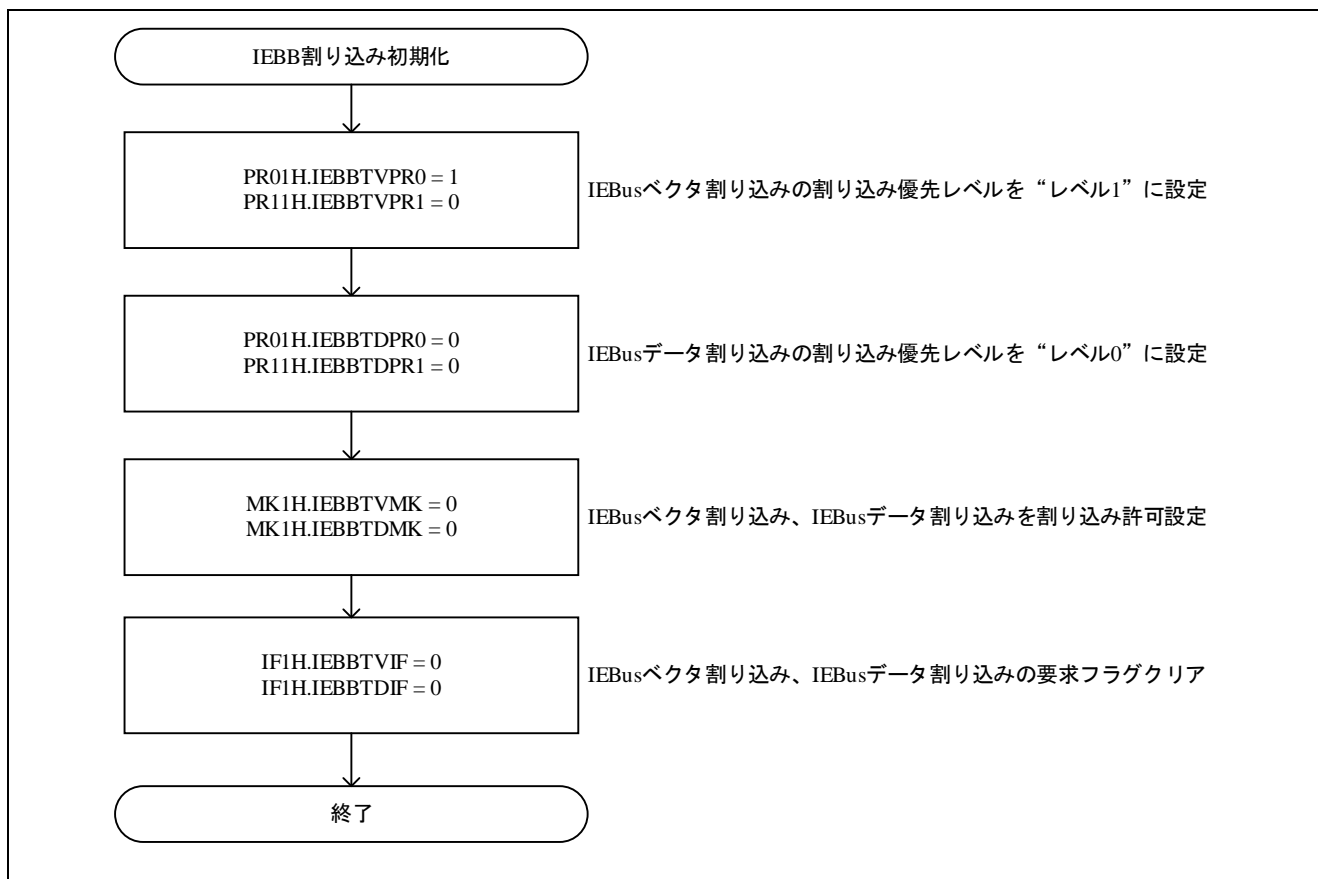 IEBB割り込み初期化
PR01H.IEBBTVPR0 = 1
PR11H.IEBBTVPR1 = 0
IEBusベクタ割り込みの割り込み優先レベルを“レベル1”に設定
PR01H.IEBBTDPR0 = 0
PR11H.IEBBTDPR1 = 0
IEBusデータ割り込みの割り込み優先レベルを“レベル0”に設定
MK1H.IEBBTVMK = 0
MK1H.IEBBTDMK = 0
IEBusベクタ割り込み、IEBusデータ割り込みを割り込み許可設定
IF1H.IEBBTVIF = 0
IF1H.IEBBTDIF = 0
IEBusベクタ割り込み、IEBusデータ割り込みの要求フラグクリア
終了